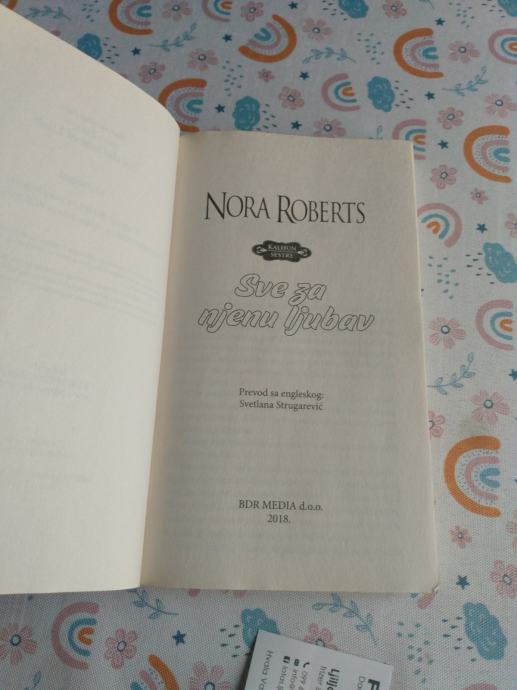 NORA ROBERTS
KALHUN
SESTRE
Sve za
njenu ljubav
Prevod sa engleskog:
Svetlana Strugarević
BDR MEDIA d.o.o.
2018.